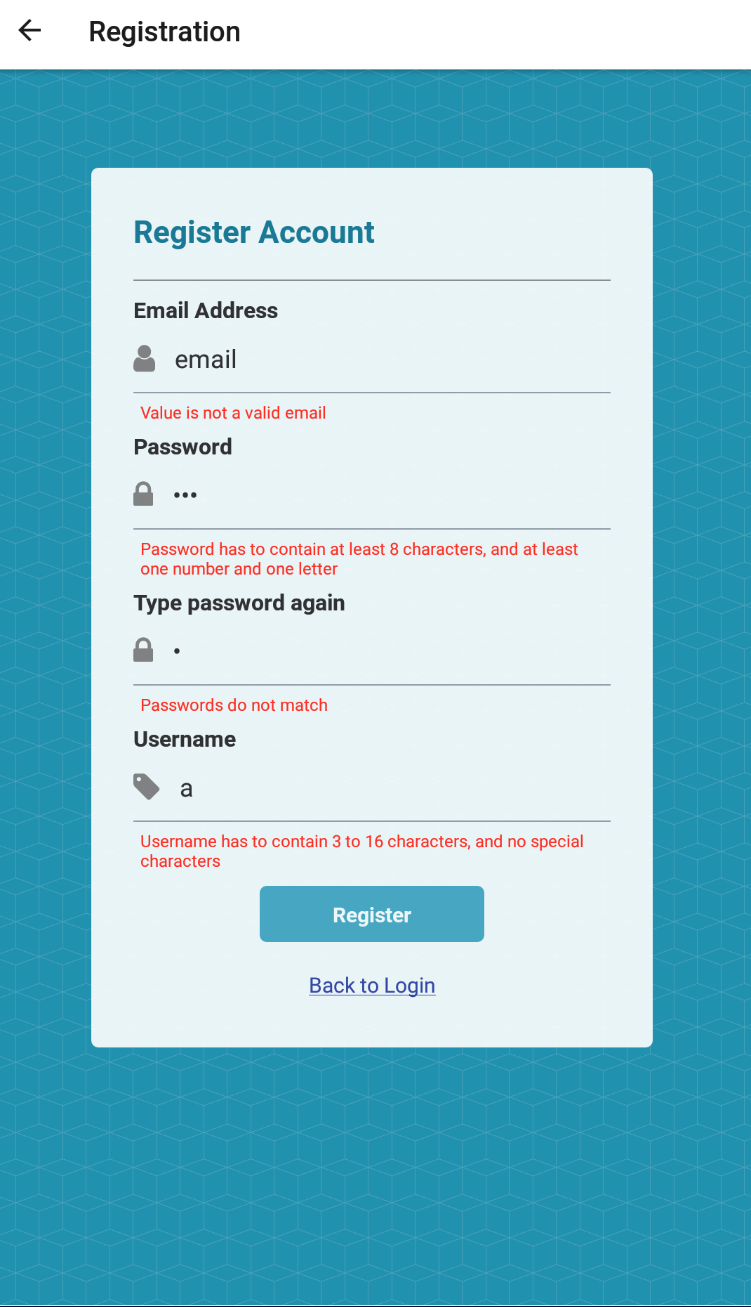 Registration
Register Account
Email Address
email
Value is not a valid email
Password
•••
Password has to contain at least 8 characters, and at least
one number and one letter
Type password again
•
Passwords do not match
Username
a
Username has to contain 3 to 16 characters, and no special
characters
Register
Back to Login